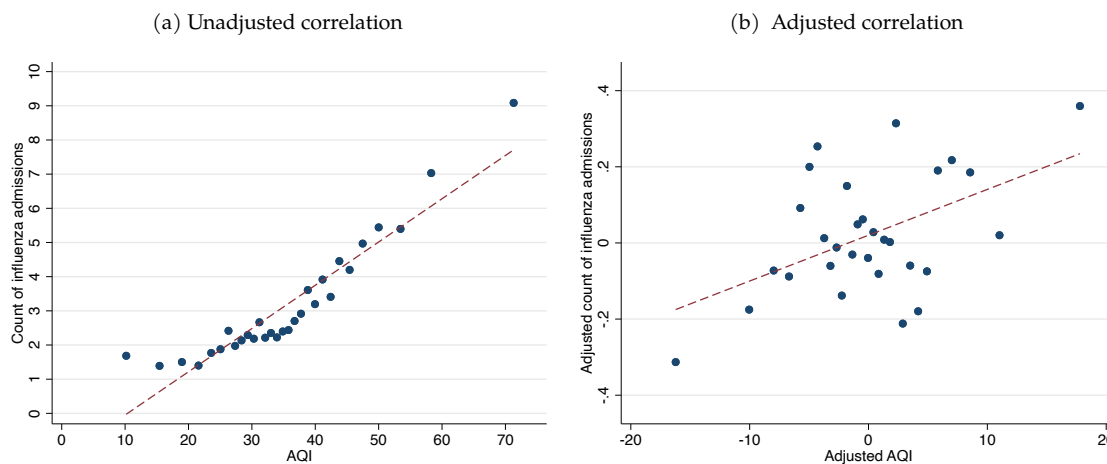 (a) Unadjusted correlation
Count of influenza admissions
10
9
8
7
6
5
4
3
2
1
0
0 10 20 30 40 50 60 70
AQI
(b) Adjusted correlation
Adjusted count of influenza admissions
.4
.2
0
-.2
-.4
-20 -10 0 10 20
Adjusted AQI